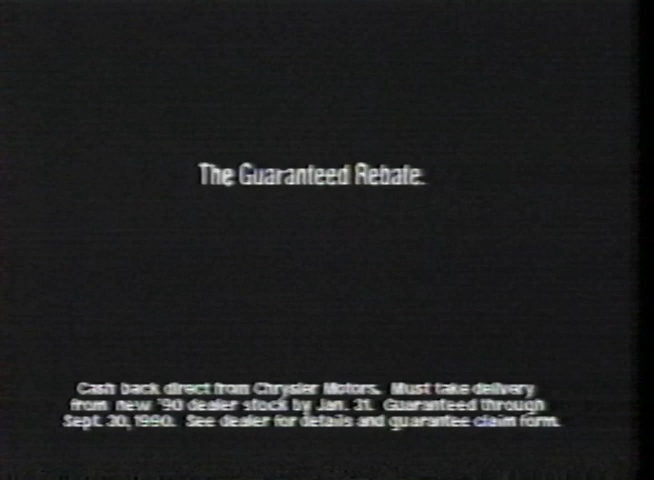 The Guaranteed Rebate.
Cash back direct from Chrysler Motors. Must take delivery
from new '90 dealer stock by Jan. 31. Guaranteed through
Sept. 30, 1990. See dealer for details and guarantee claim form.